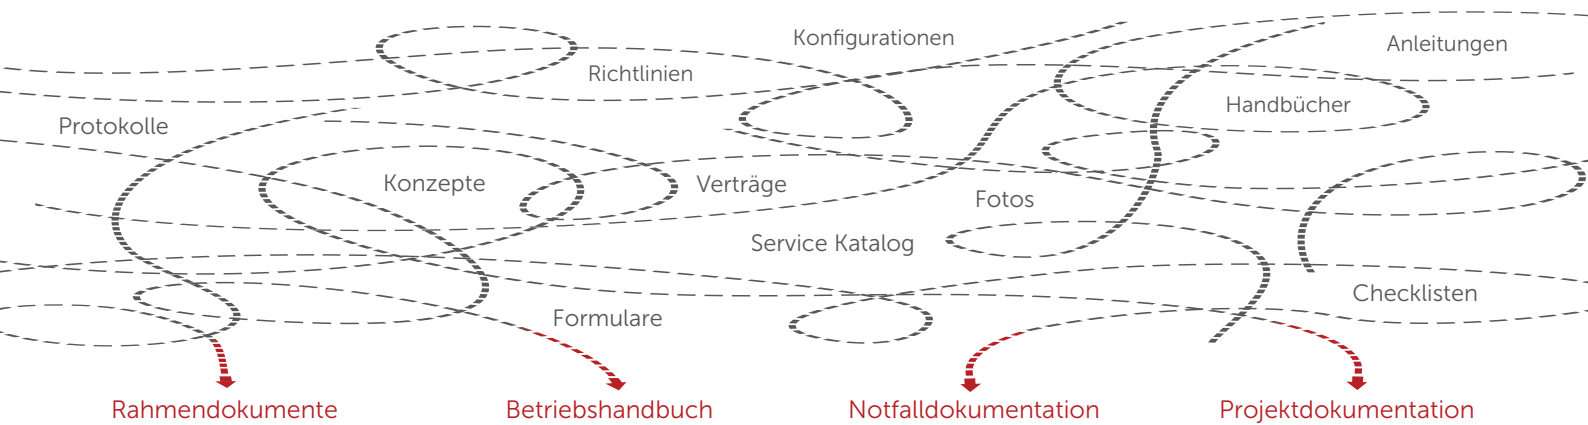 Konfigurationen
Anleitungen
Richtlinien
Handbücher
Protokolle
Konzepte
Verträge
Fotos
Service Katalog
Checklisten
Formulare
Rahmendokumente
Betriebshandbuch
Notfalldokumentation
Projektdokumentation